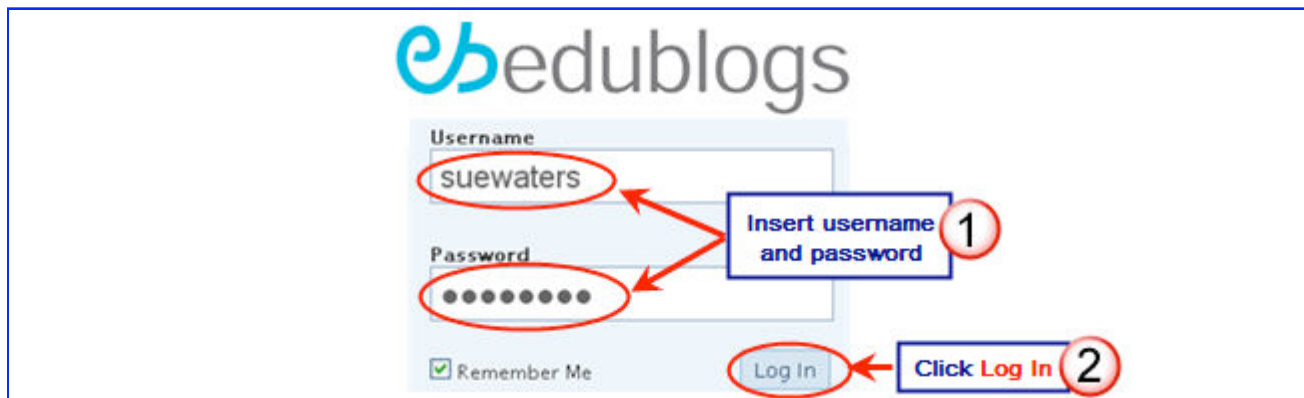 edublogs
Username
suewaters
Insert username
and password
1
Password
●●●●●●●●
Remember Me
Log In
Click Log In
2